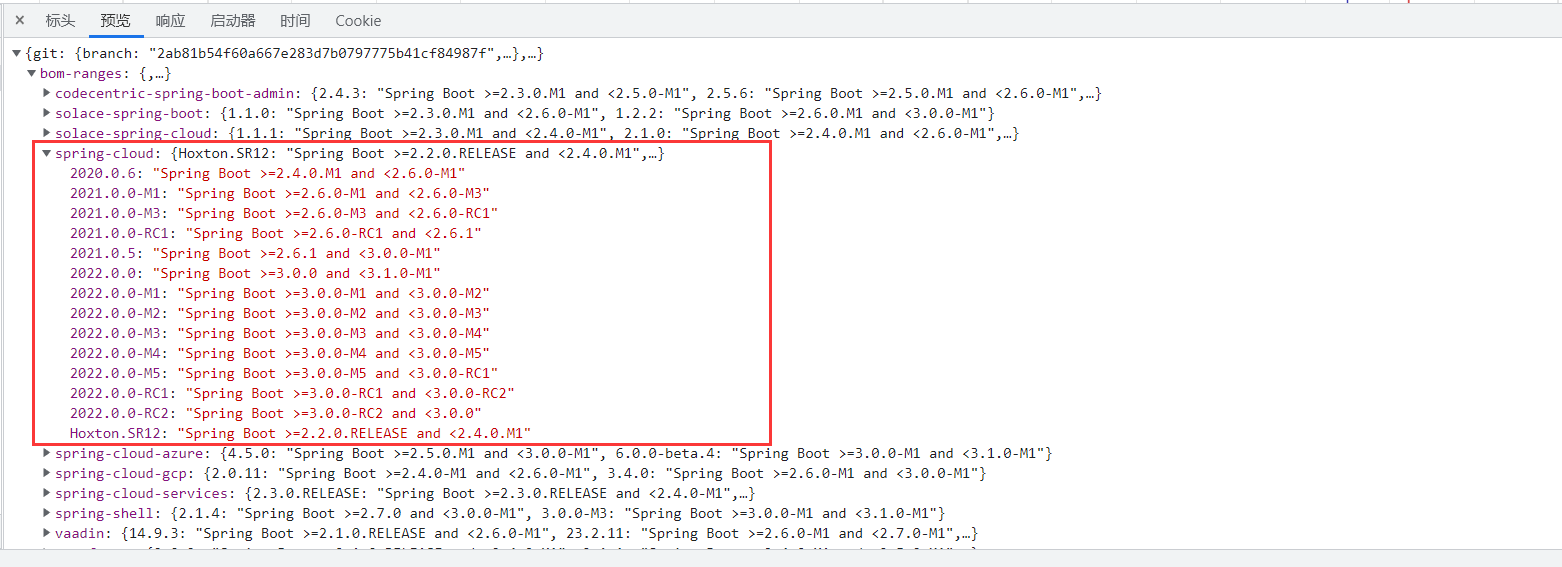 × 标头 预览 响应 启动器 时间 Cookie
▼{git: {branch: "2ab81b54f60a667e283d7b0797775b41cf84987f",…},…}
▼bom-ranges: {,…}
▶codecentric-spring-boot-admin: {2.4.3: "Spring Boot >=2.3.0.M1 and <2.5.0-M1", 2.5.6: "Spring Boot >=2.5.0.M1 and <2.6.0-M1",…}
▶solace-spring-boot: {1.1.0: "Spring Boot >=2.3.0.M1 and <2.6.0-M1", 1.2.2: "Spring Boot >=2.6.0.M1 and <3.0.0-M1"}
▶solace-spring-cloud: {1.1.1: "Spring Boot >=2.3.0.M1 and <2.4.0-M1", 2.1.0: "Spring Boot >=2.4.0.M1 and <2.6.0-M1",…}
▼spring-cloud: {Hoxton.SR12: "Spring Boot >=2.2.0.RELEASE and <2.4.0.M1",…}
2020.0.6: "Spring Boot >=2.4.0.M1 and <2.6.0-M1"
2021.0.0-M1: "Spring Boot >=2.6.0-M1 and <2.6.0-M3"
2021.0.0-M3: "Spring Boot >=2.6.0-M3 and <2.6.0-RC1"
2021.0.0-RC1: "Spring Boot >=2.6.0-RC1 and <2.6.1"
2021.0.5: "Spring Boot >=2.6.1 and <3.0.0-M1"
2022.0.0: "Spring Boot >=3.0.0 and <3.1.0-M1"
2022.0.0-M1: "Spring Boot >=3.0.0-M1 and <3.0.0-M2"
2022.0.0-M2: "Spring Boot >=3.0.0-M2 and <3.0.0-M3"
2022.0.0-M3: "Spring Boot >=3.0.0-M3 and <3.0.0-M4"
2022.0.0-M4: "Spring Boot >=3.0.0-M4 and <3.0.0-M5"
2022.0.0-M5: "Spring Boot >=3.0.0-M5 and <3.0.0-RC1"
2022.0.0-RC1: "Spring Boot >=3.0.0-RC1 and <3.0.0-RC2"
2022.0.0-RC2: "Spring Boot >=3.0.0-RC2 and <3.0.0"
Hoxton.SR12: "Spring Boot >=2.2.0.RELEASE and <2.4.0.M1"
▶spring-cloud-azure: {4.5.0: "Spring Boot >=2.5.0.M1 and <3.0.0-M1", 6.0.0-beta.4: "Spring Boot >=3.0.0-M1 and <3.1.0-M1"}
▶spring-cloud-gcp: {2.0.11: "Spring Boot >=2.4.0-M1 and <2.6.0-M1", 3.4.0: "Spring Boot >=2.6.0-M1 and <3.0.0-M1"}
▶spring-cloud-services: {2.3.0.RELEASE: "Spring Boot >=2.3.0.RELEASE and <2.4.0-M1",…}
▶spring-shell: {2.1.4: "Spring Boot >=2.7.0 and <3.0.0-M1", 3.0.0-M3: "Spring Boot >=3.0.0-M1 and <3.1.0-M1"}
▶vaadin: {14.9.3: "Spring Boot >=2.1.0.RELEASE and <2.6.0-M1", 23.2.11: "Spring Boot >=2.6.0-M1 and <2.7.0-M1",…}